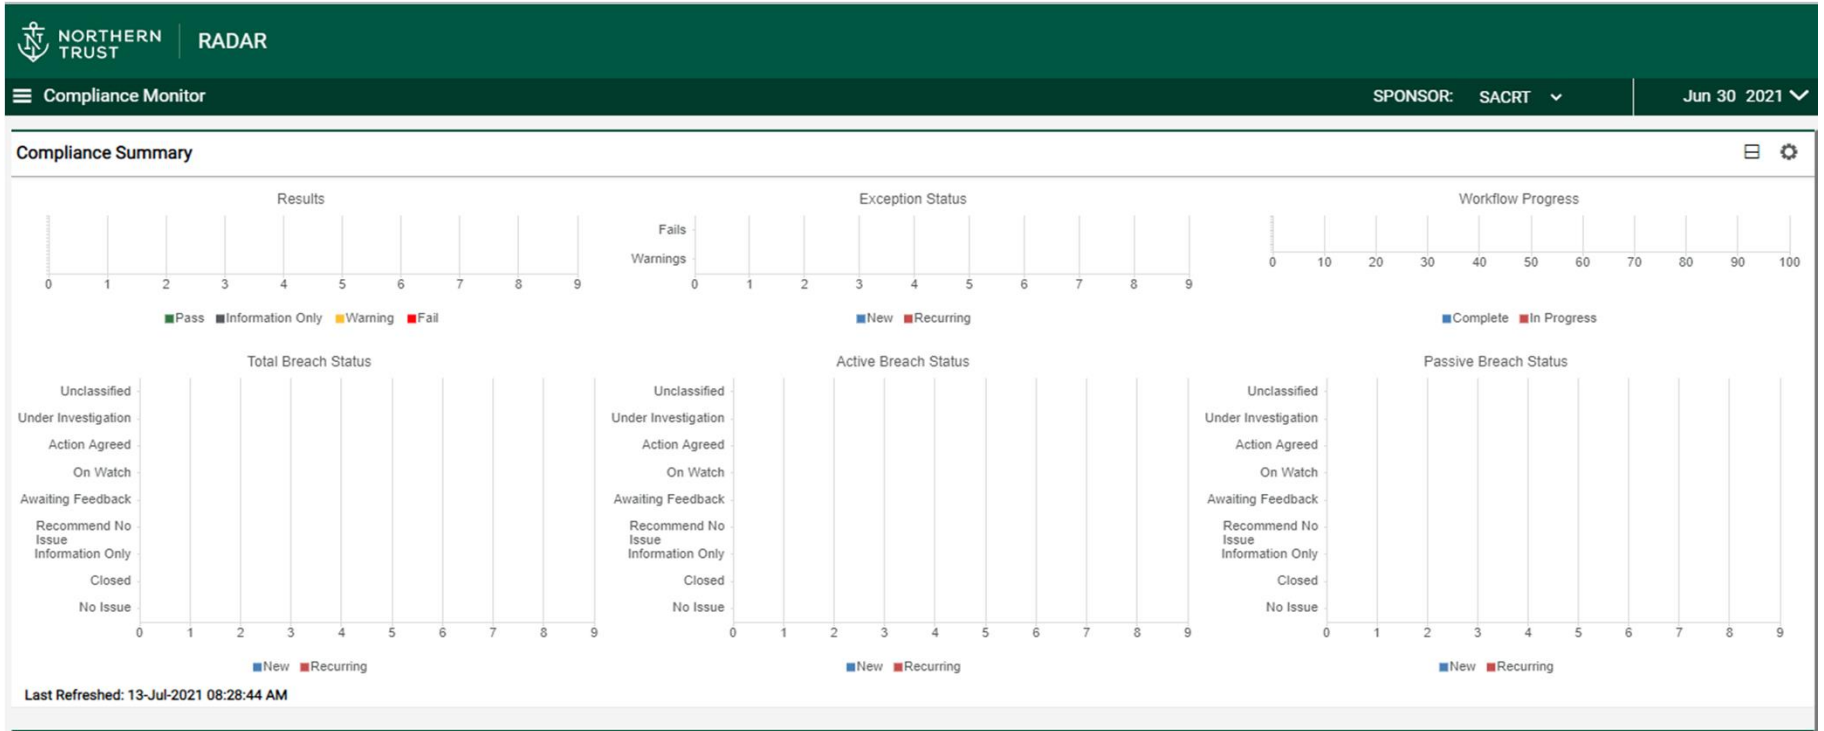 NORTHERN
TRUST
RADAR
Compliance Monitor
SPONSOR: SACRT
Jun 30 2021
Compliance Summary
Results
0 1 2 3 4 5 6 7 8 9
Pass Information Only Warning Fail
Exception Status
Fails
Warnings
0 1 2 3 4 5 6 7 8 9
New Recurring
Workflow Progress
0 10 20 30 40 50 60 70 80 90 100
Complete In Progress
Total Breach Status
Unclassified
Under Investigation
Action Agreed
On Watch
Awaiting Feedback
Recommend No
Issue
Information Only
Closed
No Issue
0 1 2 3 4 5 6 7 8 9
New Recurring
Active Breach Status
Unclassified
Under Investigation
Action Agreed
On Watch
Awaiting Feedback
Recommend No
Issue
Information Only
Closed
No Issue
0 1 2 3 4 5 6 7 8 9
New Recurring
Passive Breach Status
Unclassified
Under Investigation
Action Agreed
On Watch
Awaiting Feedback
Recommend No
Issue
Information Only
Closed
No Issue
0 1 2 3 4 5 6 7 8 9
New Recurring
Last Refreshed: 13-Jul-2021 08:28:44 AM